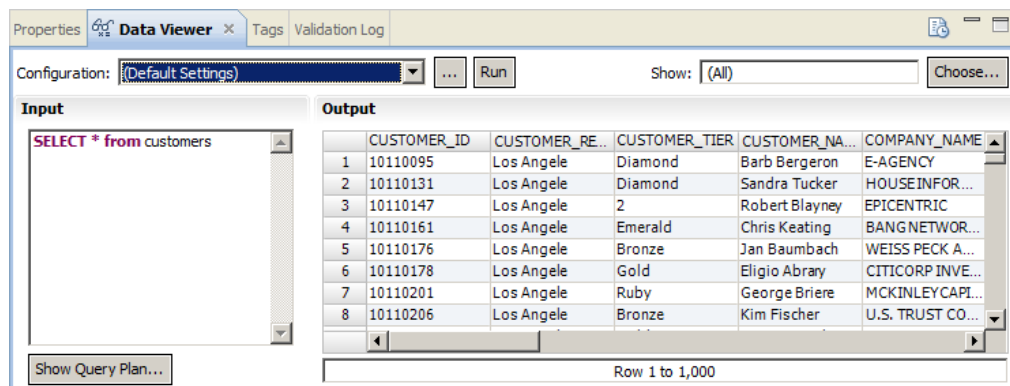 Properties Data Viewer Tags Validation Log
Configuration: (Default Settings) ... Run Show: (All) Choose...
Input Output
SELECT * from customers
CUSTOMER_ID CUSTOMER_RE... CUSTOMER_TIER CUSTOMER_NA... COMPANY_NAME
1 10110095 Los Angele Diamond Barb Bergeron E-AGENCY
2 10110131 Los Angele Diamond Sandra Tucker HOUSEINFOR...
3 10110147 Los Angele 2 Robert Blayney EPICENTRIC
4 10110161 Los Angele Emerald Chris Keating BANGNETWOR...
5 10110176 Los Angele Bronze Jan Baumbach WEISS PECK A...
6 10110178 Los Angele Gold Eligio Abrary CITICORP INVE...
7 10110201 Los Angele Ruby George Briere MCKINLEYCAPI...
8 10110206 Los Angele Bronze Kim Fischer U.S. TRUST CO...
Show Query Plan...
Row 1 to 1,000